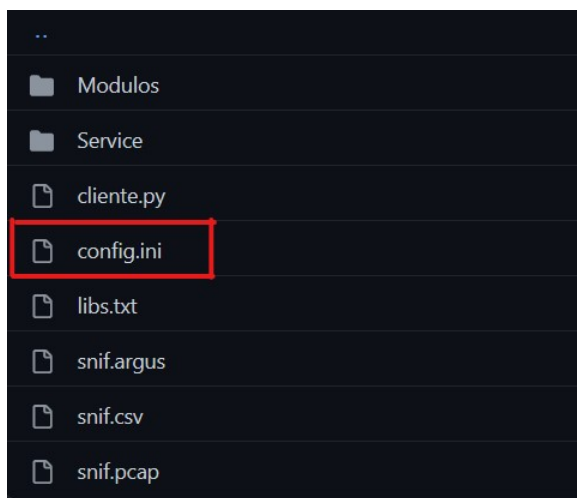 ..
Modulos
Service
cliente.py
config.ini
libs.txt
snif.argus
snif.csv
snif.pcap